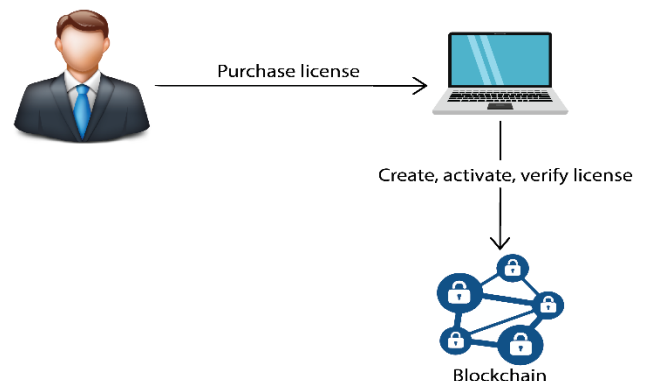 Purchase license
Create, activate, verify license
Blockchain